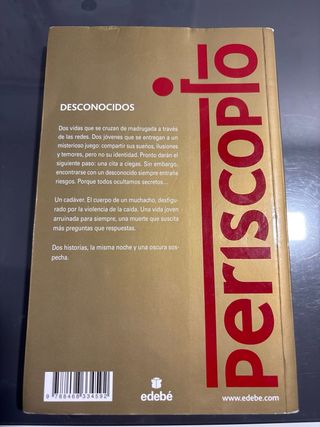 DESCONOCIDOS
Dos vidas que se cruzan de madrugada a través
de las redes. Dos jóvenes que se entregan a un
misterioso juego: compartir sus sueños, ilusiones
y temores, pero no su identidad. Pronto darán el
siguiente paso: una cita a ciegas. Sin embargo,
encontrarse con un desconocido siempre entraña
riesgos. Porque todos ocultamos secretos...
Un cadáver. El cuerpo de un muchacho, desfigu-
rado por la violencia de la caída. Una vida joven
arruinada para siempre, una muerte que suscita
más preguntas que respuestas.
Dos historias, la misma noche y una oscura sos-
pecha.
periscopio
9 788468 334592
edebé
www.edebe.com